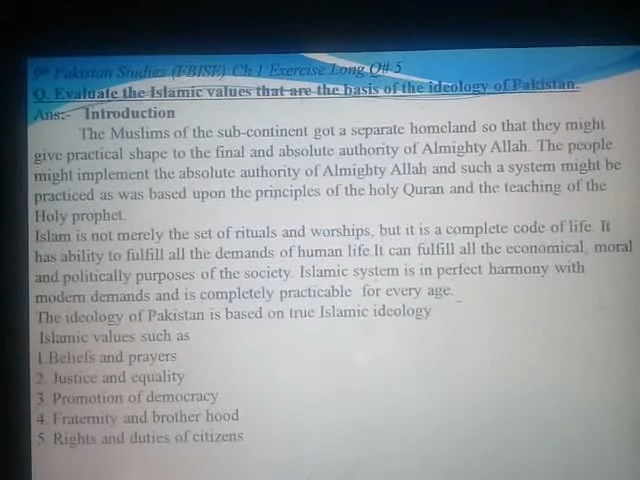 9th Pakistan Studies (FBISE) Ch 1 Exercise Long Q# 5
Q. Evaluate the Islamic values that are the basis of the ideology of Pakistan.
Ans:- Introduction
The Muslims of the sub-continent got a separate homeland so that they might
give practical shape to the final and absolute authority of Almighty Allah. The people
might implement the absolute authority of Almighty Allah and such a system might be
practiced as was based upon the principles of the holy Quran and the teaching of the
Holy prophet.
Islam is not merely the set of rituals and worships, but it is a complete code of life. It
has ability to fulfill all the demands of human life.It can fulfill all the economical, moral
and politically purposes of the society. Islamic system is in perfect harmony with
modern demands and is completely practicable for every age.
The ideology of Pakistan is based on true Islamic ideology
Islamic values such as
1.Beliefs and prayers
2. Justice and equality
3. Promotion of democracy
4. Fraternity and brother hood
5. Rights and duties of citizens